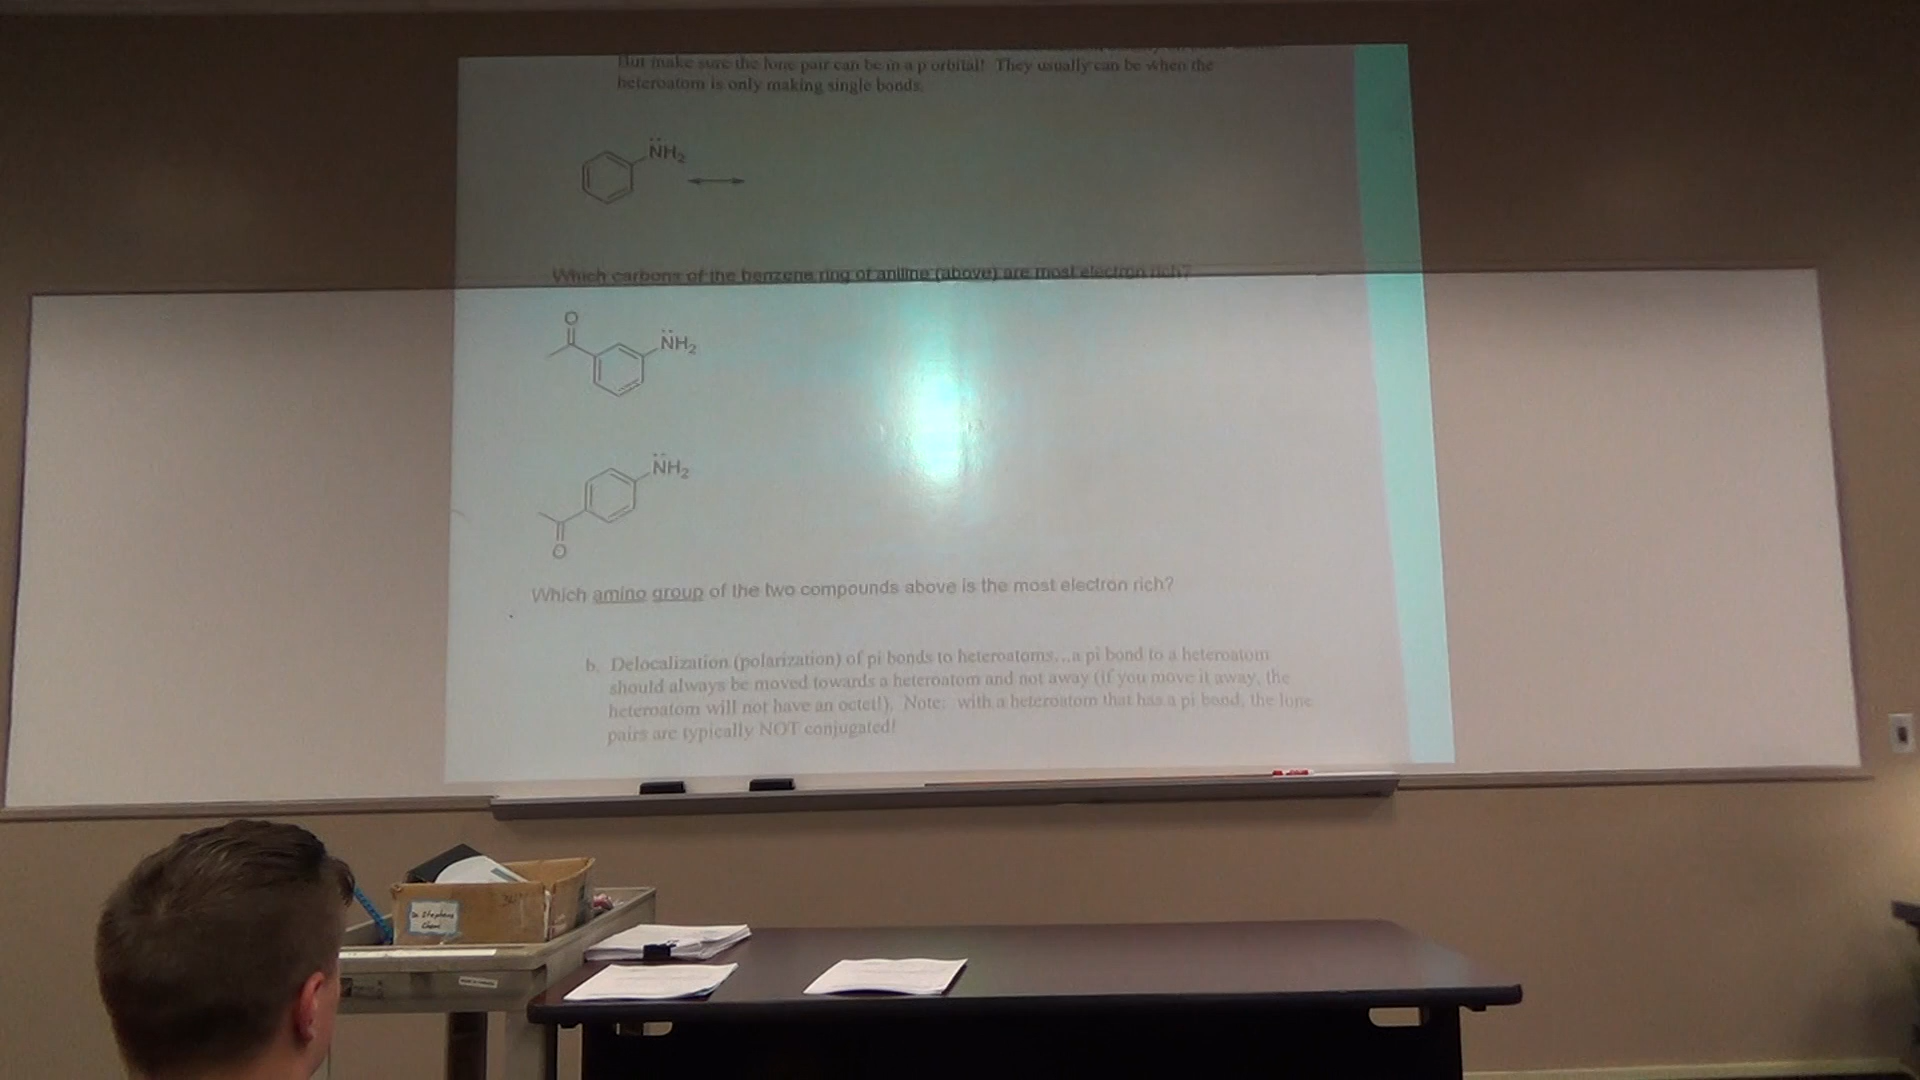 But make sure the lone pair can be in a p orbital! They usually can be when the
heteroatom is only making single bonds.
NH2
Which carbons of the benzene ring of aniline (above) are most electron rich?
O
NH2
NH2
O
Which amino group of the two compounds above is the most electron rich?
b. Delocalization (polarization) of pi bonds to heteroatoms...a pi bond to a heteroatom
should always be moved towards a heteroatom and not away (if you move it away, the
heteroatom will not have an octet!). Note: with a heteroatom that has a pi bond, the lone
pairs are typically NOT conjugated!
Dr Stephens
Chem